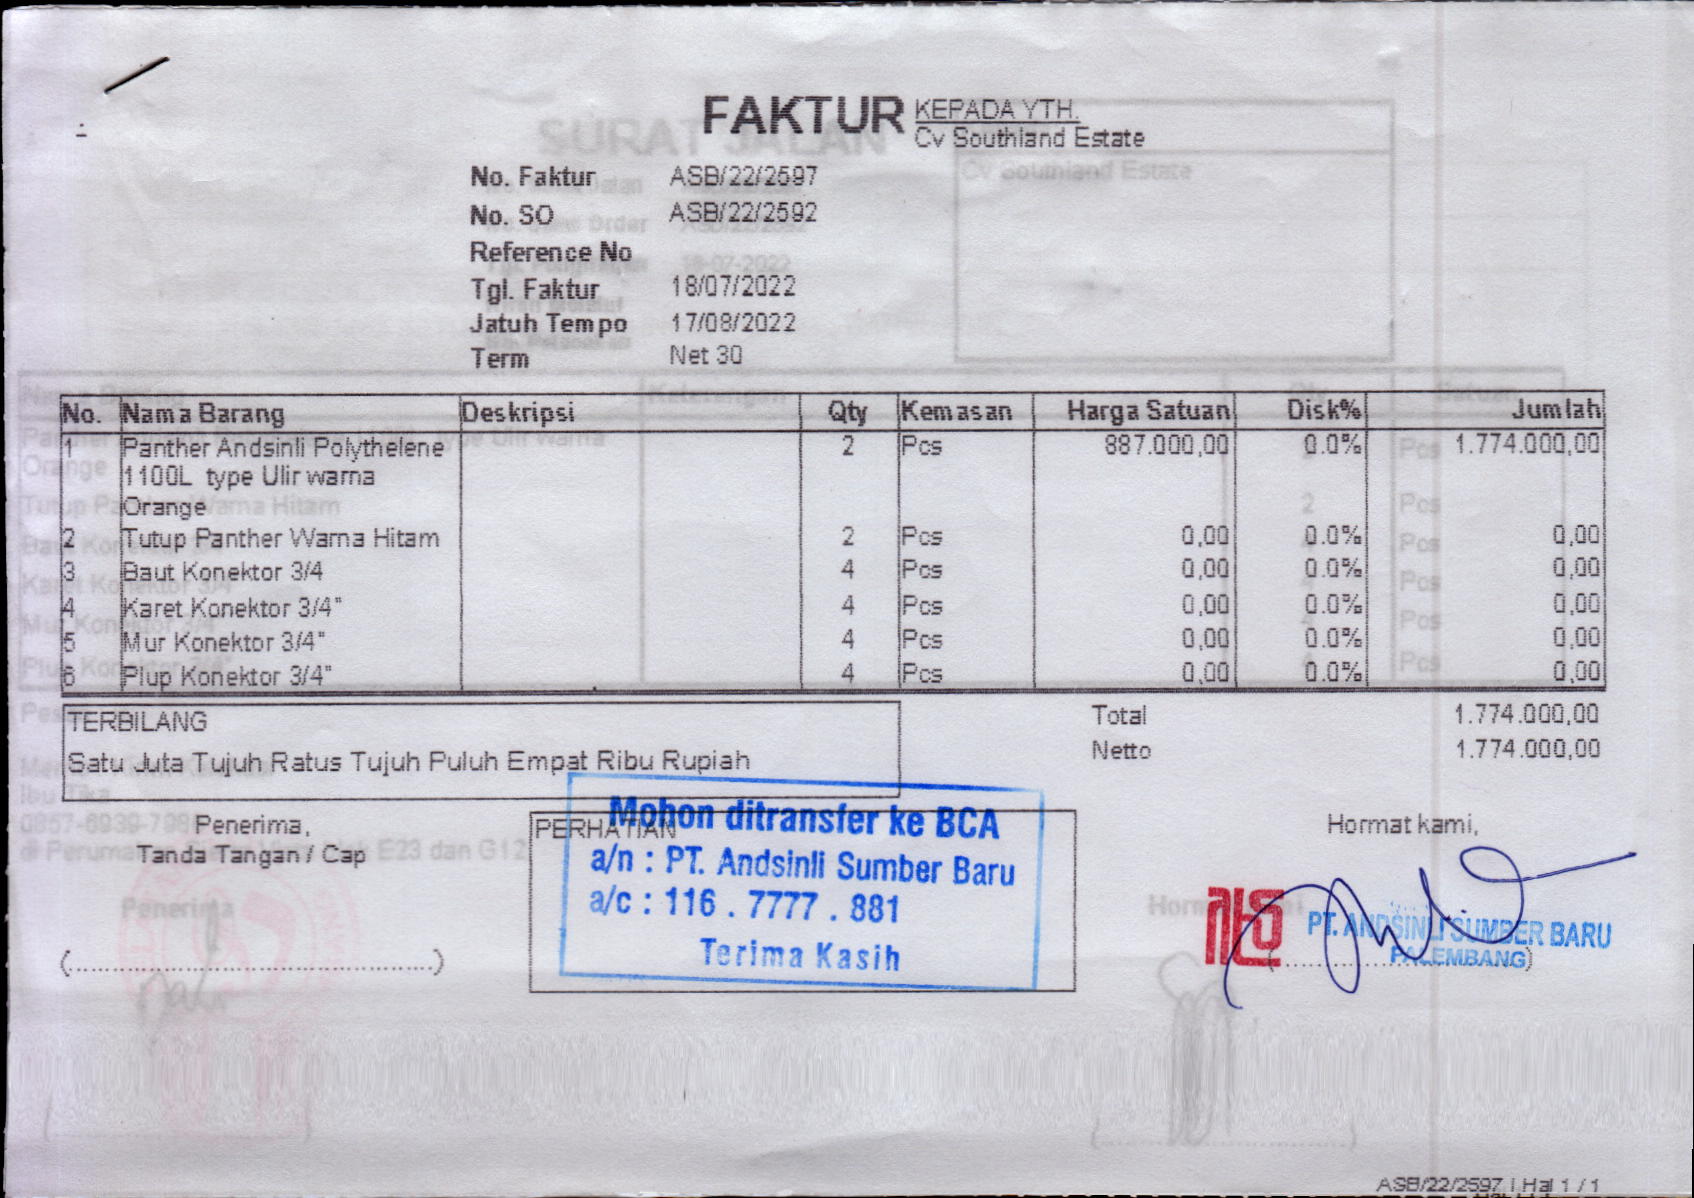 FAKTUR
KEPADA YTH.
Cv Southland Estate
No. Faktur ASB/22/2597
No. SO ASB/22/2592
Reference No
Tgl. Faktur 18/07/2022
Jatuh Tempo 17/08/2022
Term Net 30
No. Nama Barang Deskripsi Qty Kemasan Harga Satuan Disk% Jumlah
1 Panther Andsinli Polythelene 2 Pcs 887.000,00 0.0% 1.774.000,00
1100L type Ulir warna
Orange
2 Tutup Panther Warna Hitam 2 Pcs 0,00 0.0% 0,00
3 Baut Konektor 3/4 4 Pcs 0,00 0.0% 0,00
4 Karet Konektor 3/4" 4 Pcs 0,00 0.0% 0,00
5 Mur Konektor 3/4" 4 Pcs 0,00 0.0% 0,00
6 Plup Konektor 3/4" 4 Pcs 0,00 0.0% 0,00
TERBILANG
Satu Juta Tujuh Ratus Tujuh Puluh Empat Ribu Rupiah
Total 1.774.000,00
Netto 1.774.000,00
Penerima,
Tanda Tangan / Cap
PERHATIAN
Mohon ditransfer ke BCA
a/n : PT. Andsinli Sumber Baru
a/c : 116 . 7777 . 881
Terima Kasih
Hormat kami,
PT. ANDSINLI SUMBER BARU
PALEMBANG
ASB/22/2597 | Hal 1 / 1
SURAT JALAN
Cv Southland Estate
Keterangan
Ibu Tika
Penerima